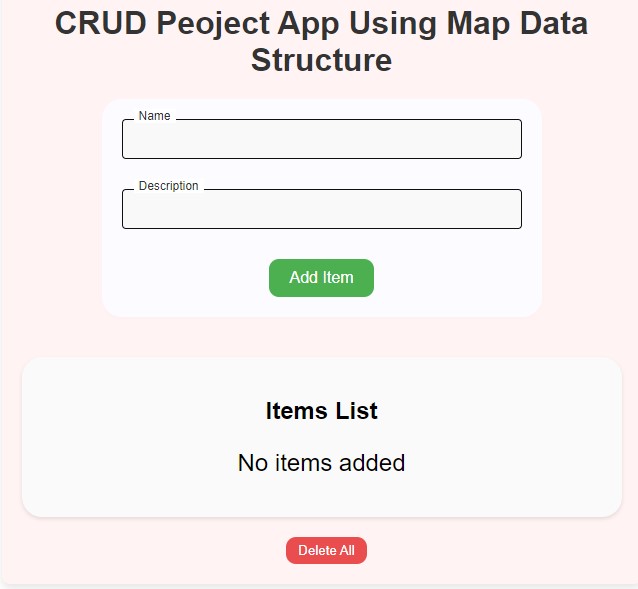 CRUD Peoject App Using Map Data
Structure
Name
Description
Add Item
Items List
No items added
Delete All